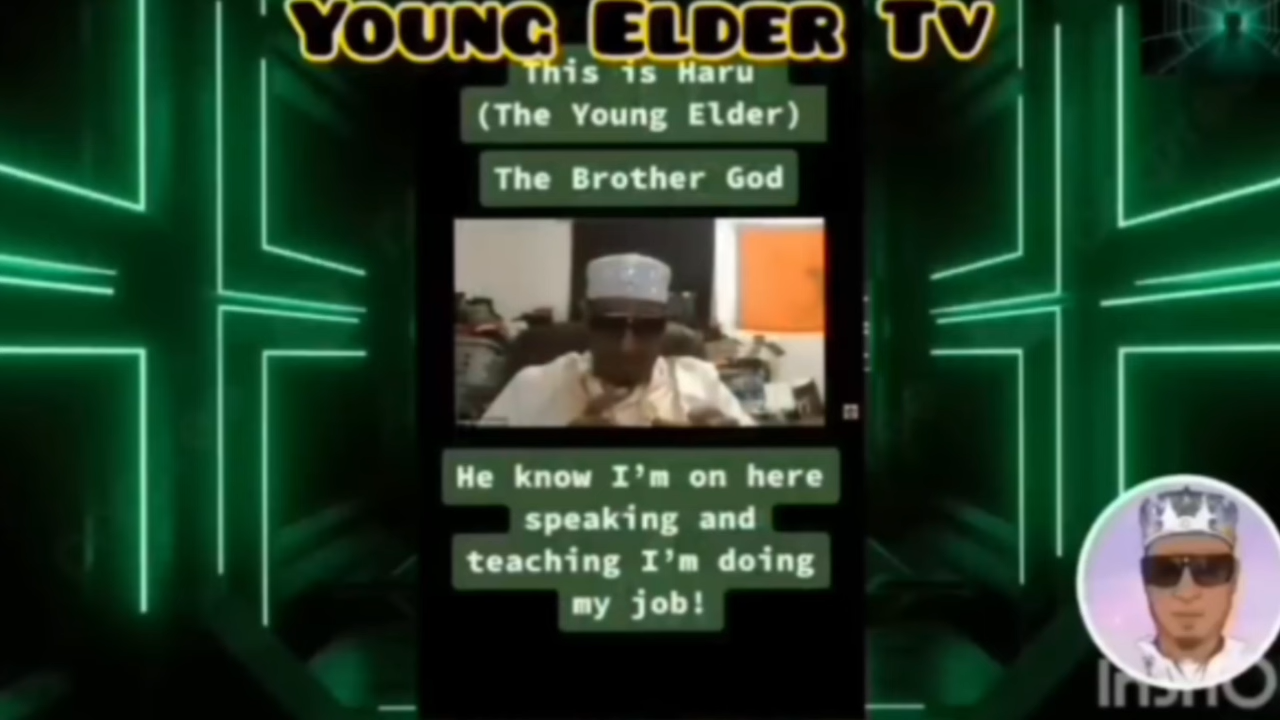 Young Elder Tv
This is Haru
(The Young Elder)
The Brother God
He know I'm on here
speaking and
teaching I'm doing
my job!